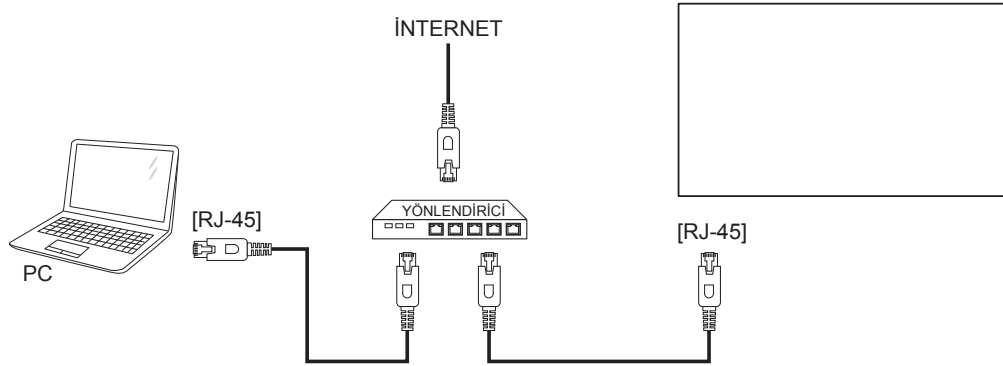 İNTERNET
YÖNLENDİRİCİ
[RJ-45]
[RJ-45]
PC